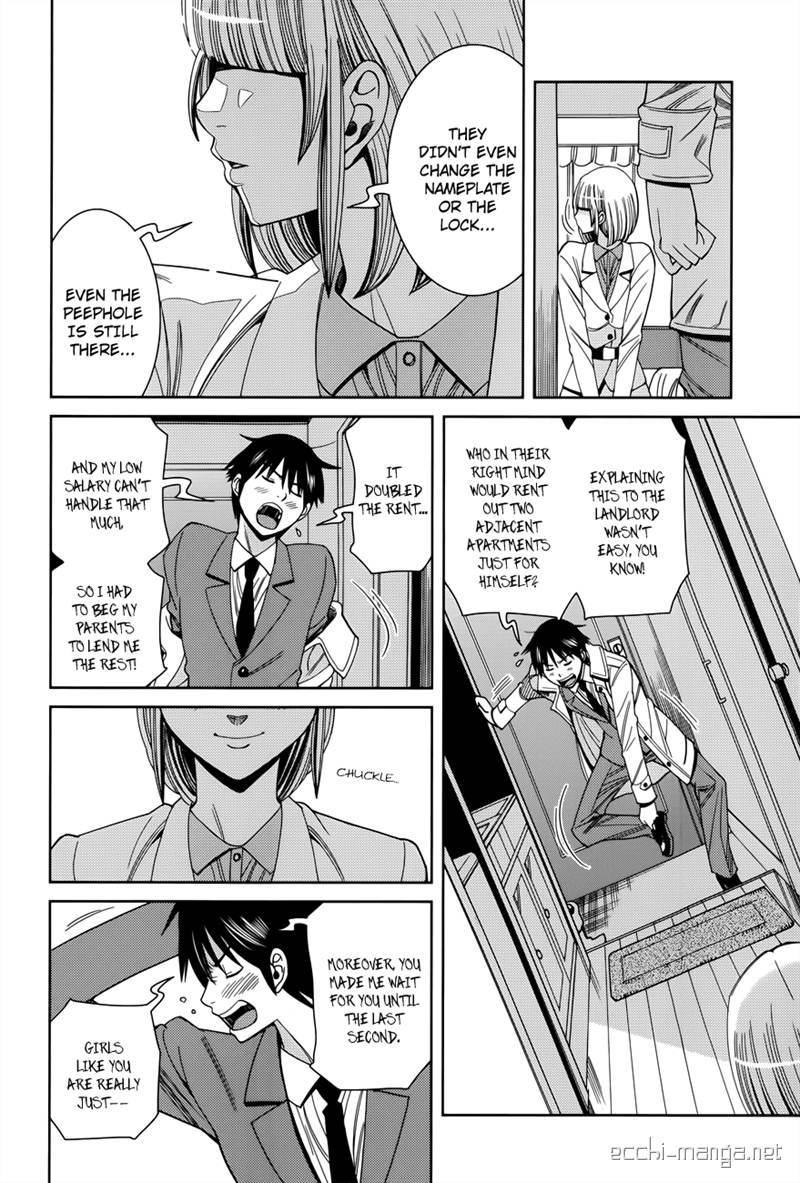 THEY
DIDN'T EVEN
CHANGE THE
NAMEPLATE
OR THE
LOCK...
EVEN THE
PEEPHOLE
IS STILL
THERE...
EXPLAINING
THIS TO THE
LANDLORD
WASN'T
EASY, YOU
KNOW!
WHO IN THEIR
RIGHT MIND
WOULD RENT
OUT TWO
ADJACENT
APARTMENTS
JUST FOR
HIMSELF?
IT
DOUBLED
THE RENT...
AND MY LOW
SALARY CAN'T
HANDLE THAT
MUCH,
SO I HAD
TO BEG MY
PARENTS
TO LEND ME
THE REST!
CHUCKLE...
MOREOVER, YOU
MADE ME WAIT
FOR YOU UNTIL
THE LAST
SECOND.
GIRLS
LIKE YOU
ARE REALLY
JUST--
ecchi-manga.net